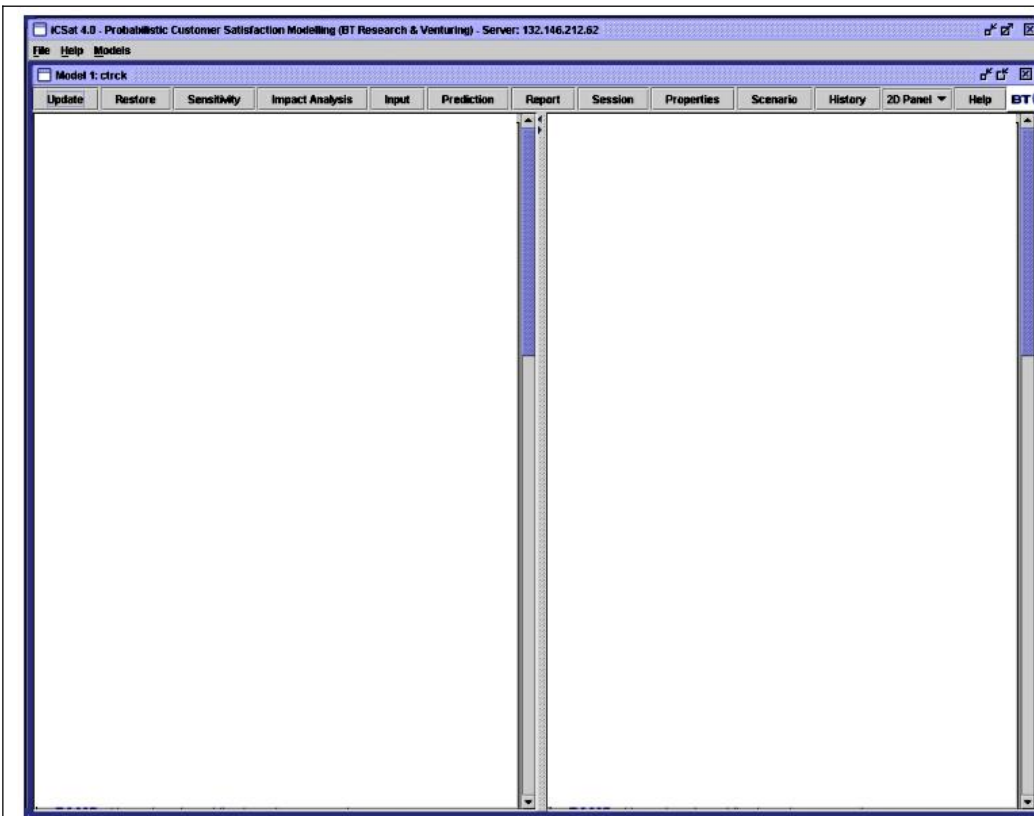 iCSat 4.0 - Probabilistic Customer Satisfaction Modelling (BT Research & Venturing) - Server: 132.146.212.62
File Help Models
Model 1: ctrck
Update Restore Sensitivity Impact Analysis Input Prediction Report Session Properties Scenario History 2D Panel Help BT